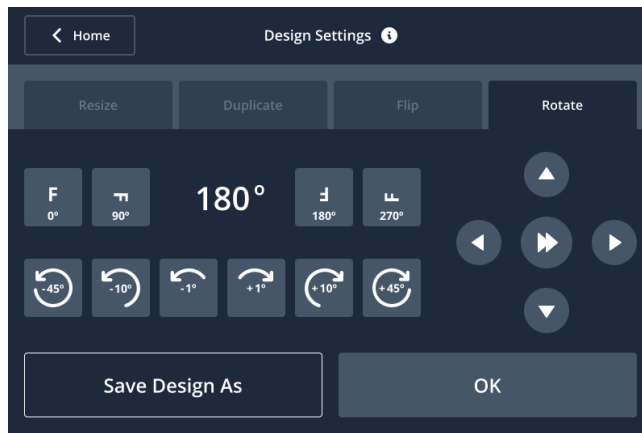 Home
Design Settings
Resize
Duplicate
Flip
Rotate
F
0°
F
90°
180°
F
180°
F
270°
-45°
-10°
-1°
+1°
+10°
+45°
Save Design As
OK